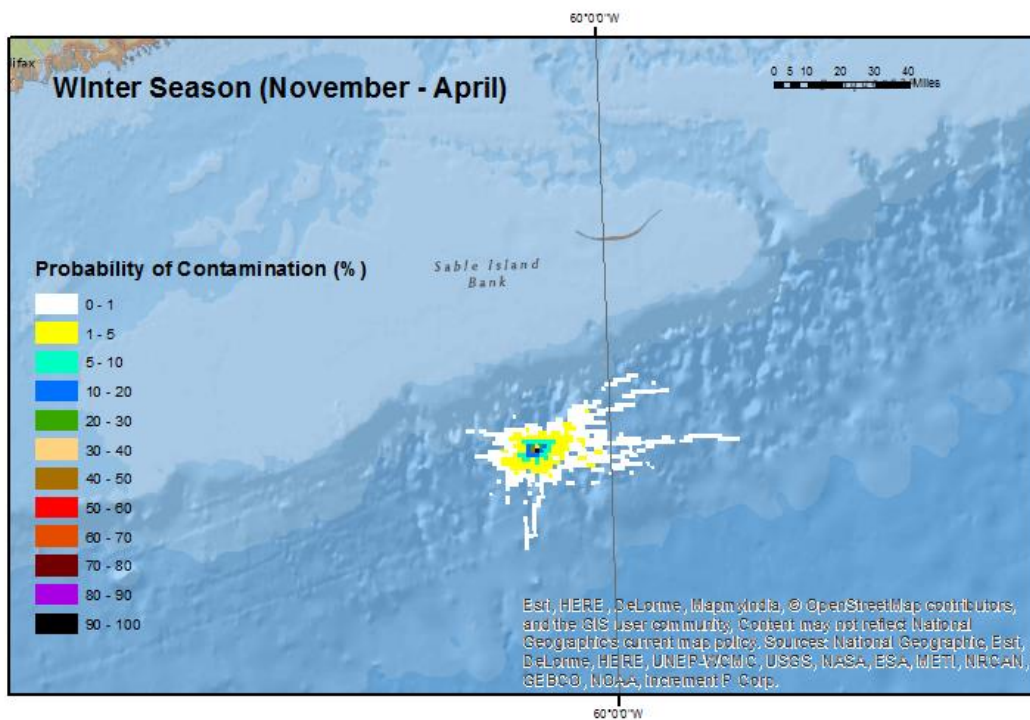 60°0'0"W
ifax
WInter Season (November - April)
0 5 10 20 30 40
Miles
Sable Island
Bank
Probability of Contamination (% )
0 - 1
1 - 5
5 - 10
10 - 20
20 - 30
30 - 40
40 - 50
50 - 60
60 - 70
70 - 80
80 - 90
90 - 100
Esri, HERE, DeLorme, MapmyIndia, © OpenStreetMap contributors,
and the GIS user community, Content may not reflect National
Geographic's current map policy. Sources: National Geographic, Esri,
DeLorme, HERE, UNEP-WCMC, USGS, NASA, ESA, METI, NRCAN,
GEBCO, NOAA, increment P Corp.
60°0'0"W